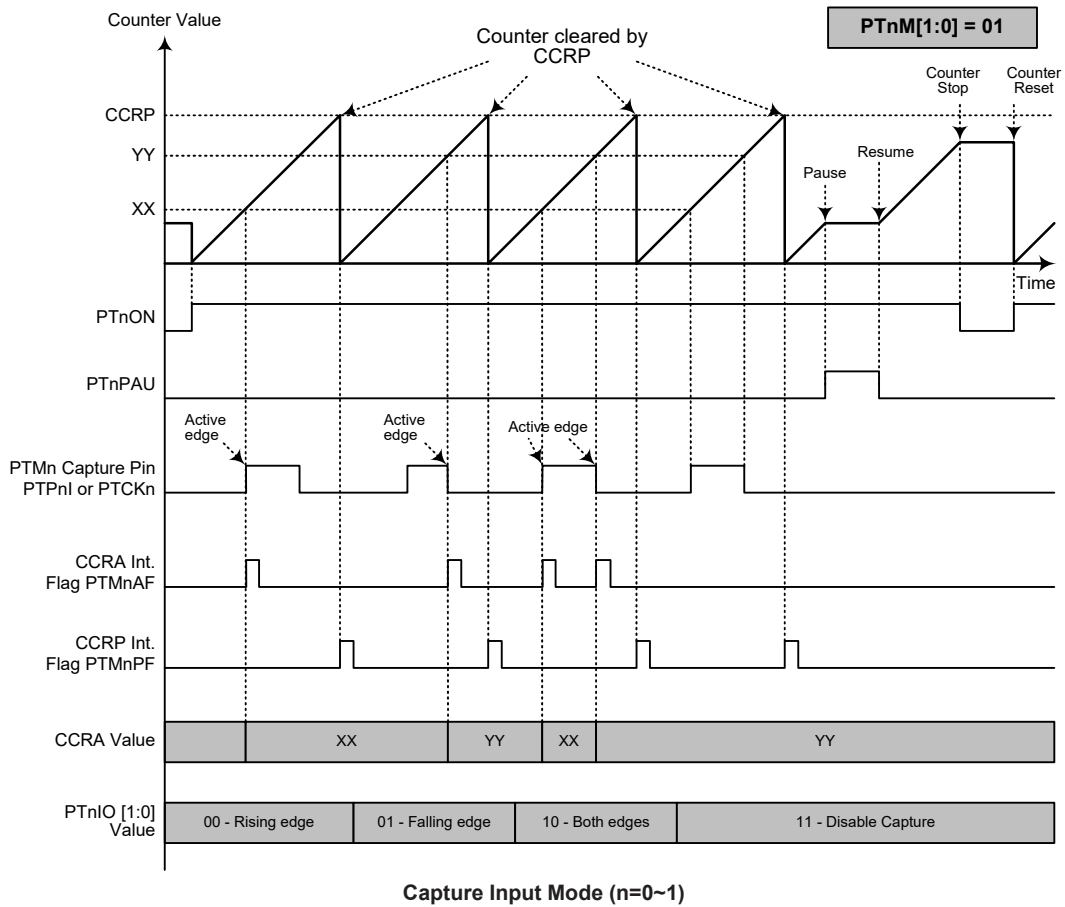 Counter Value
Counter cleared by
CCRP
PTnM[1:0] = 01
Counter
Stop
Counter
Reset
CCRP
YY
XX
Pause
Resume
Time
PTnON
PTnPAU
Active
edge
Active
edge
Active edge
PTMn Capture Pin
PTPnI or PTCKn
CCRA Int.
Flag PTMnAF
CCRP Int.
Flag PTMnPF
CCRA Value
XX
YY
XX
YY
PTnIO [1:0]
Value
00 - Rising edge
01 - Falling edge
10 - Both edges
11 - Disable Capture
Capture Input Mode (n=0~1)